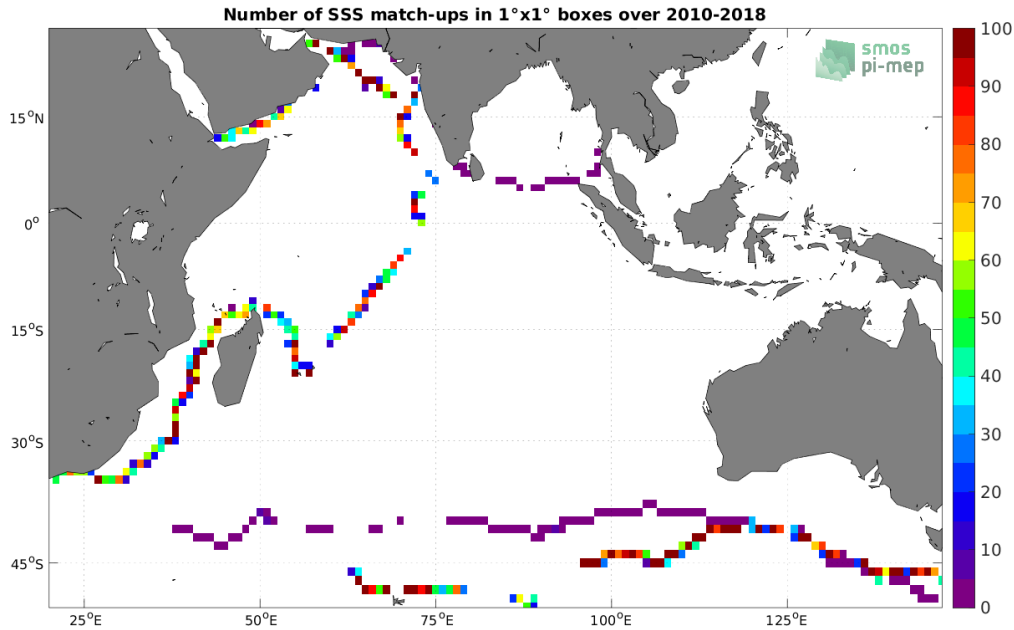 Number of SSS match-ups in 1°x1° boxes over 2010-2018
smos
pi-mep
100
90
80
70
60
50
40
30
20
10
0
15°N
0°
15°S
30°S
45°S
25°E
50°E
75°E
100°E
125°E